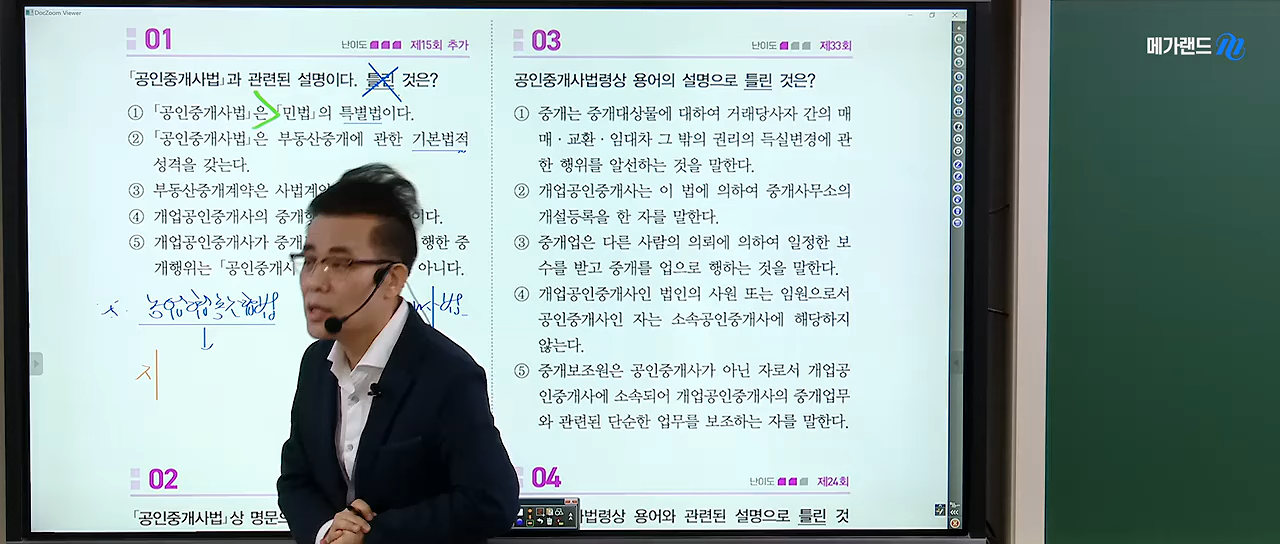 DocZoom Viewer
메가랜드
01
난이도
제15회 추가
「공인중개사법」과 관련된 설명이다. 틀린 것은?
① 「공인중개사법」은 「민법」의 특별법이다.
② 「공인중개사법」은 부동산중개에 관한 기본법적
성격을 갖는다.
③ 부동산중개계약은 사법계약
④ 개업공인중개사의 중개 이다.
⑤ 개업공인중개사가 중개 행한 중
개행위는 「공인중개사 아니다.
지
02
「공인중개사법」상 명문
03
난이도
제33회
공인중개사법령상 용어의 설명으로 틀린 것은?
① 중개는 중개대상물에 대하여 거래당사자 간의 매
매 · 교환 · 임대차 그 밖의 권리의 득실변경에 관
한 행위를 알선하는 것을 말한다.
② 개업공인중개사는 이 법에 의하여 중개사무소의
개설등록을 한 자를 말한다.
③ 중개업은 다른 사람의 의뢰에 의하여 일정한 보
수를 받고 중개를 업으로 행하는 것을 말한다.
④ 개업공인중개사인 법인의 사원 또는 임원으로서
공인중개사인 자는 소속공인중개사에 해당하지
않는다.
⑤ 중개보조원은 공인중개사가 아닌 자로서 개업공
인중개사에 소속되어 개업공인중개사의 중개업무
와 관련된 단순한 업무를 보조하는 자를 말한다.
04
난이도
제24회
사법령상 용어와 관련된 설명으로 틀린 것